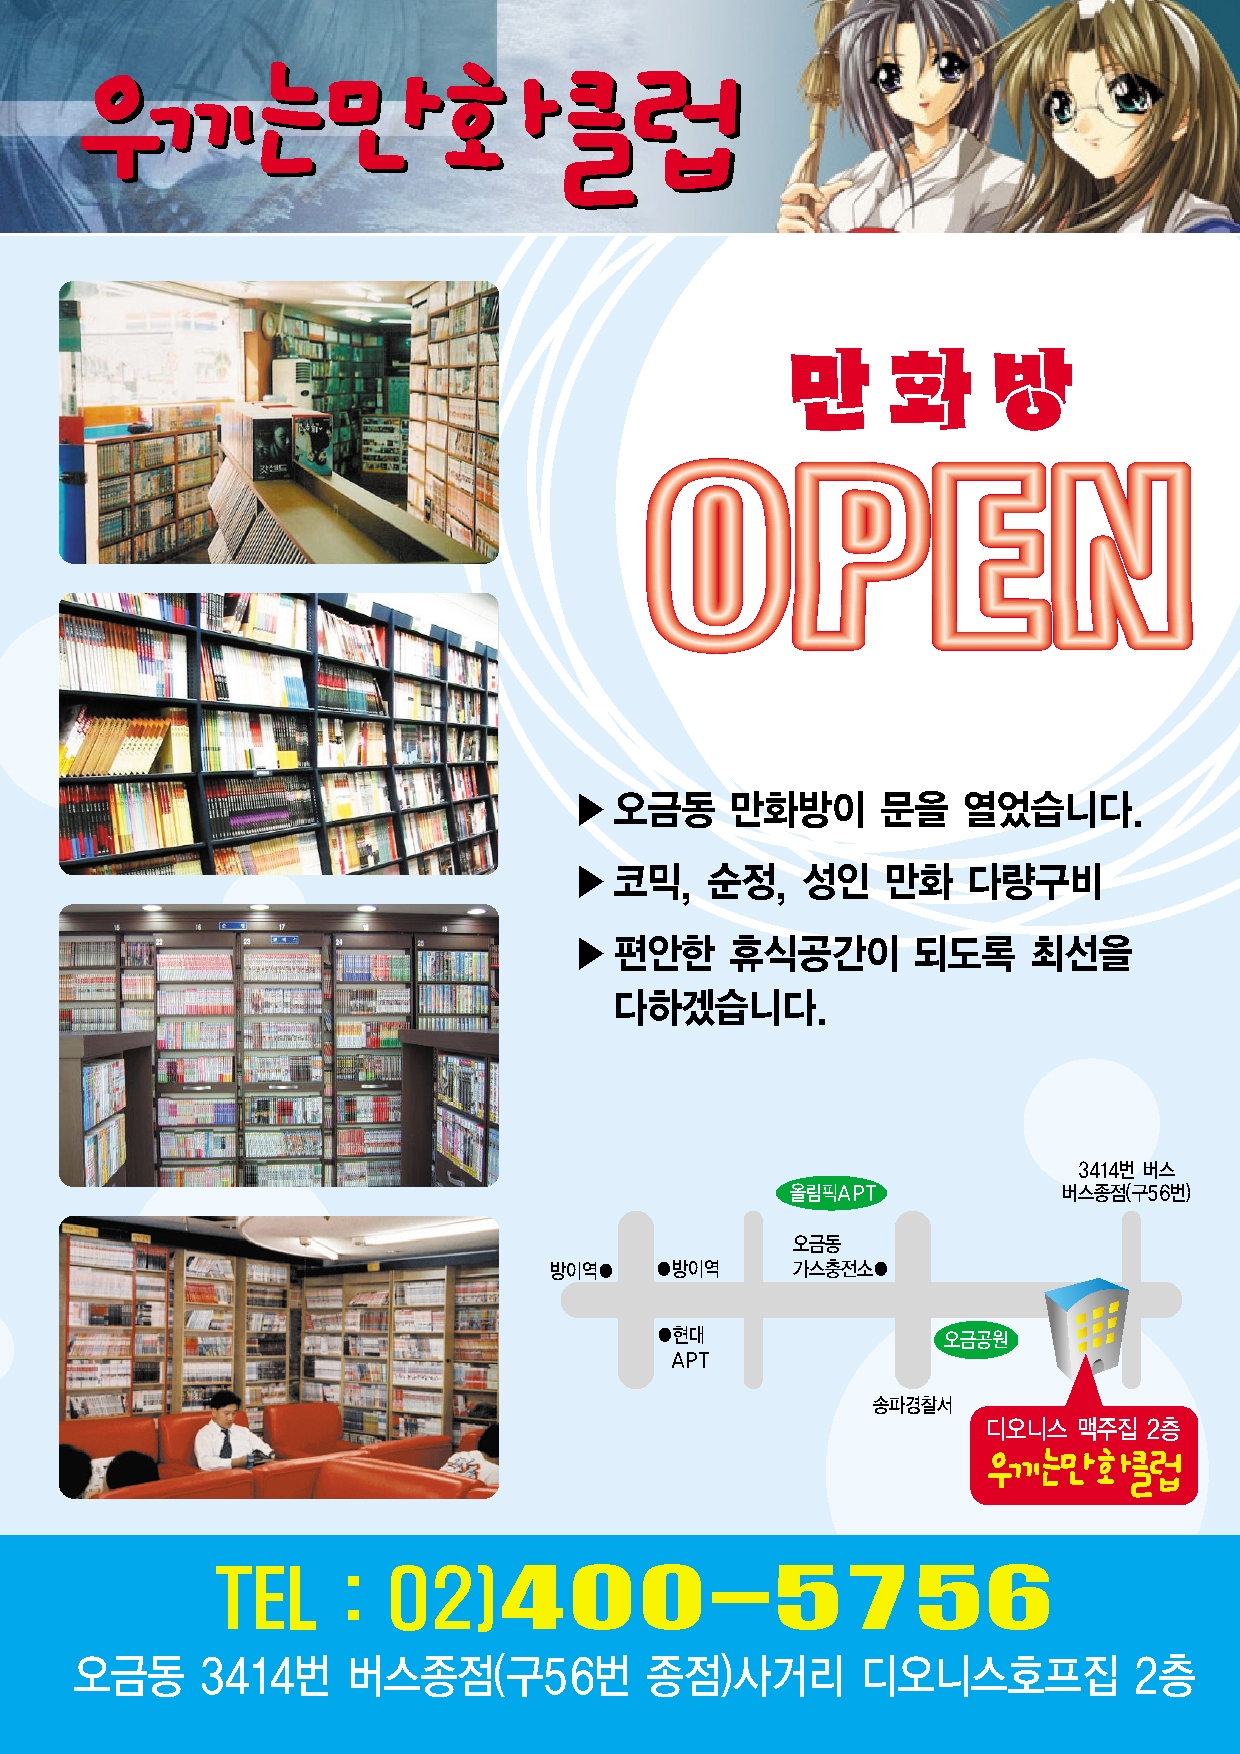 우끼는만화클럽
만화방
OPEN
▶오금동 만화방이 문을 열었습니다.
▶코믹, 순정, 성인 만화 다량구비
▶편안한 휴식공간이 되도록 최선을
다하겠습니다.
3414번 버스
버스종점(구56번)
올림픽APT
오금동
가스충전소●
방이역●
●방이역
●현대
APT
오금공원
송파경찰서
디오니스 맥주집 2층
우끼는만화클럽
TEL : 02)400-5756
오금동 3414번 버스종점(구56번 종점)사거리 디오니스호프집 2층